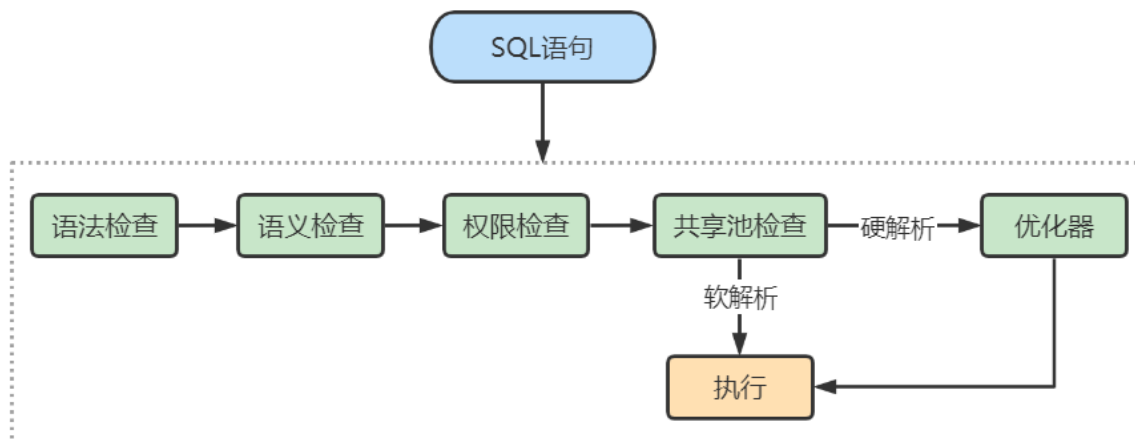 SQL语句
语法检查
语义检查
权限检查
共享池检查
硬解析
优化器
软解析
执行